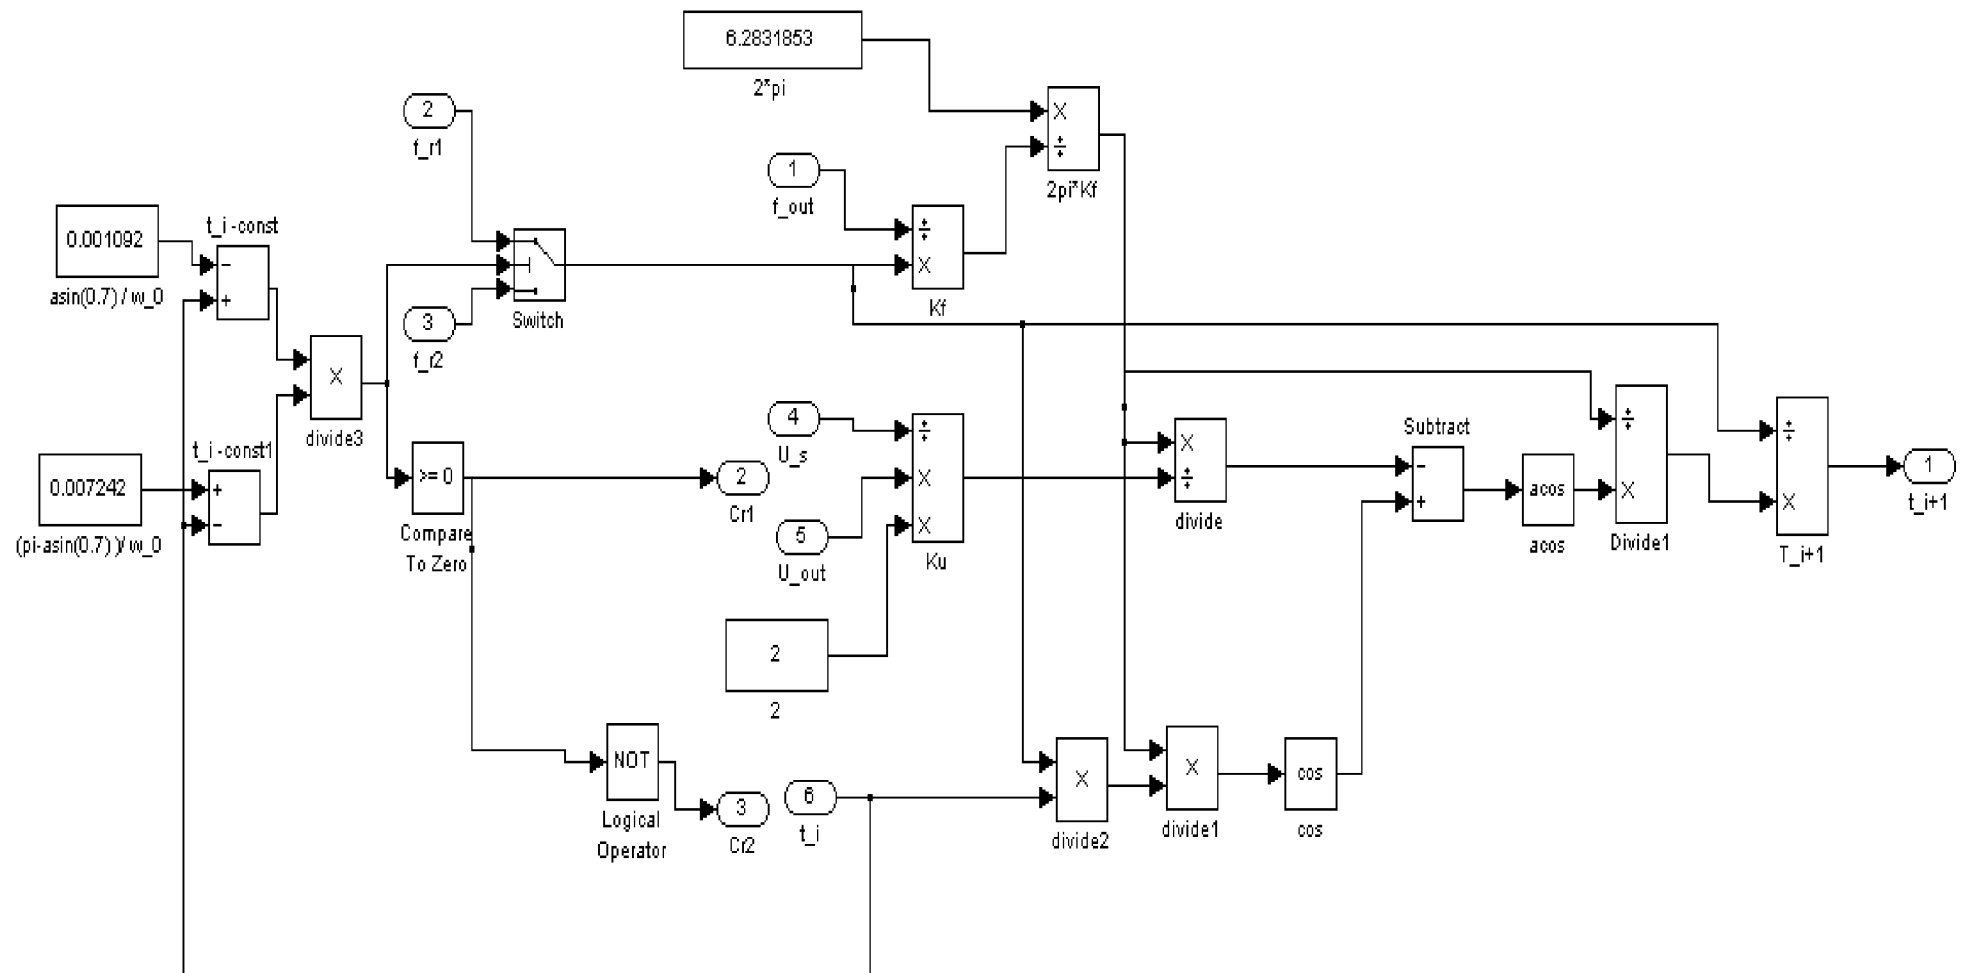 6.2831853
2*pi
2
f_r1
X
÷
2pi*Kf
1
f_out
÷
X
Kf
t_i -const
0.001092
asin(0.7) / w_0
−
+
Switch
3
f_r2
X
divide3
t_i -const1
0.007242
(pi-asin(0.7) )/ w_0
+
−
>= 0
Compare
To Zero
2
Cr1
4
U_s
5
U_out
÷
X
X
Ku
2
2
X
÷
divide
Subtract
−
+
acos
acos
÷
X
Divide1
÷
X
T_i+1
1
t_i+1
NOT
Logical
Operator
3
Cr2
6
t_i
X
divide2
X
divide1
cos
cos